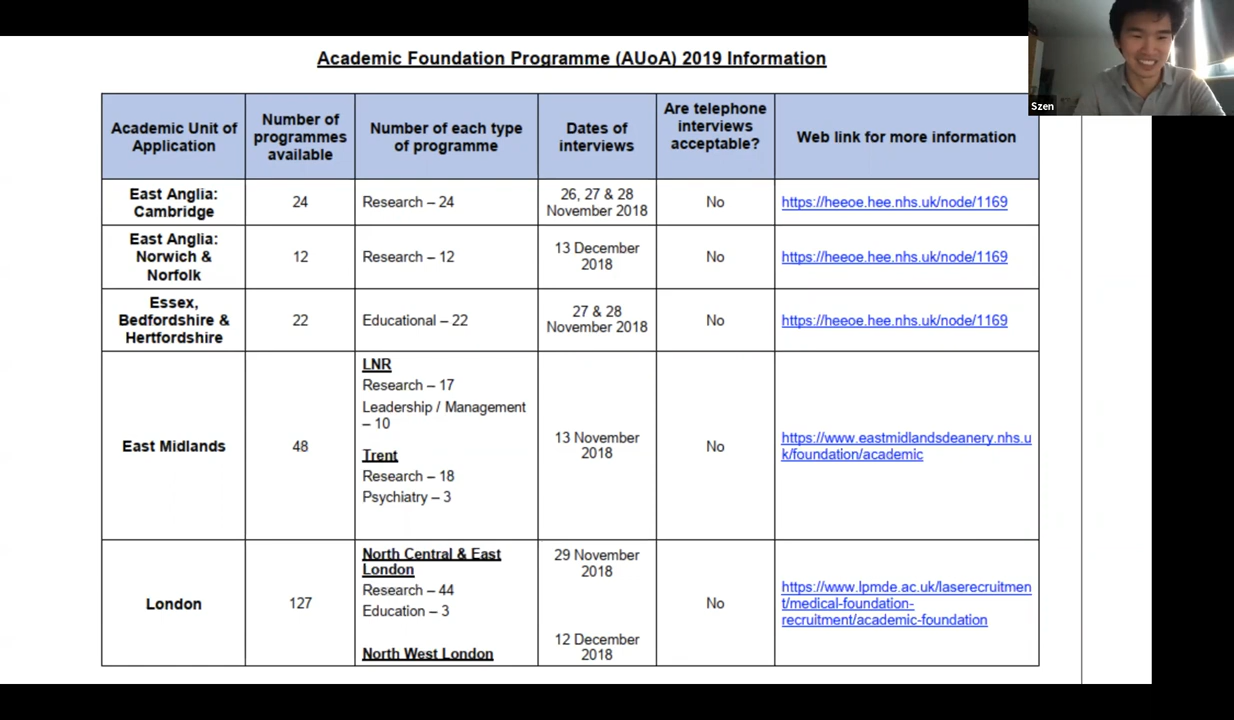 Academic Foundation Programme (AUoA) 2019 Information
Szen
Academic Unit of
Application
Number of
programmes
available
Number of each type
of programme
Dates of
interviews
Are telephone
interviews
acceptable?
Web link for more information
East Anglia:
Cambridge
24
Research – 24
26, 27 & 28
November 2018
No
https://heeoe.hee.nhs.uk/node/1169
East Anglia:
Norwich &
Norfolk
12
Research – 12
13 December
2018
No
https://heeoe.hee.nhs.uk/node/1169
Essex,
Bedfordshire &
Hertfordshire
22
Educational – 22
27 & 28
November 2018
No
https://heeoe.hee.nhs.uk/node/1169
East Midlands
48
LNR
Research – 17
Leadership / Management
– 10
Trent
Research – 18
Psychiatry – 3
13 November
2018
No
https://www.eastmidlandsdeanery.nhs.u
k/foundation/academic
London
127
North Central & East
London
Research – 44
Education – 3
North West London
29 November
2018
12 December
2018
No
https://www.lpmde.ac.uk/laserecruitmen
t/medical-foundation-
recruitment/academic-foundation